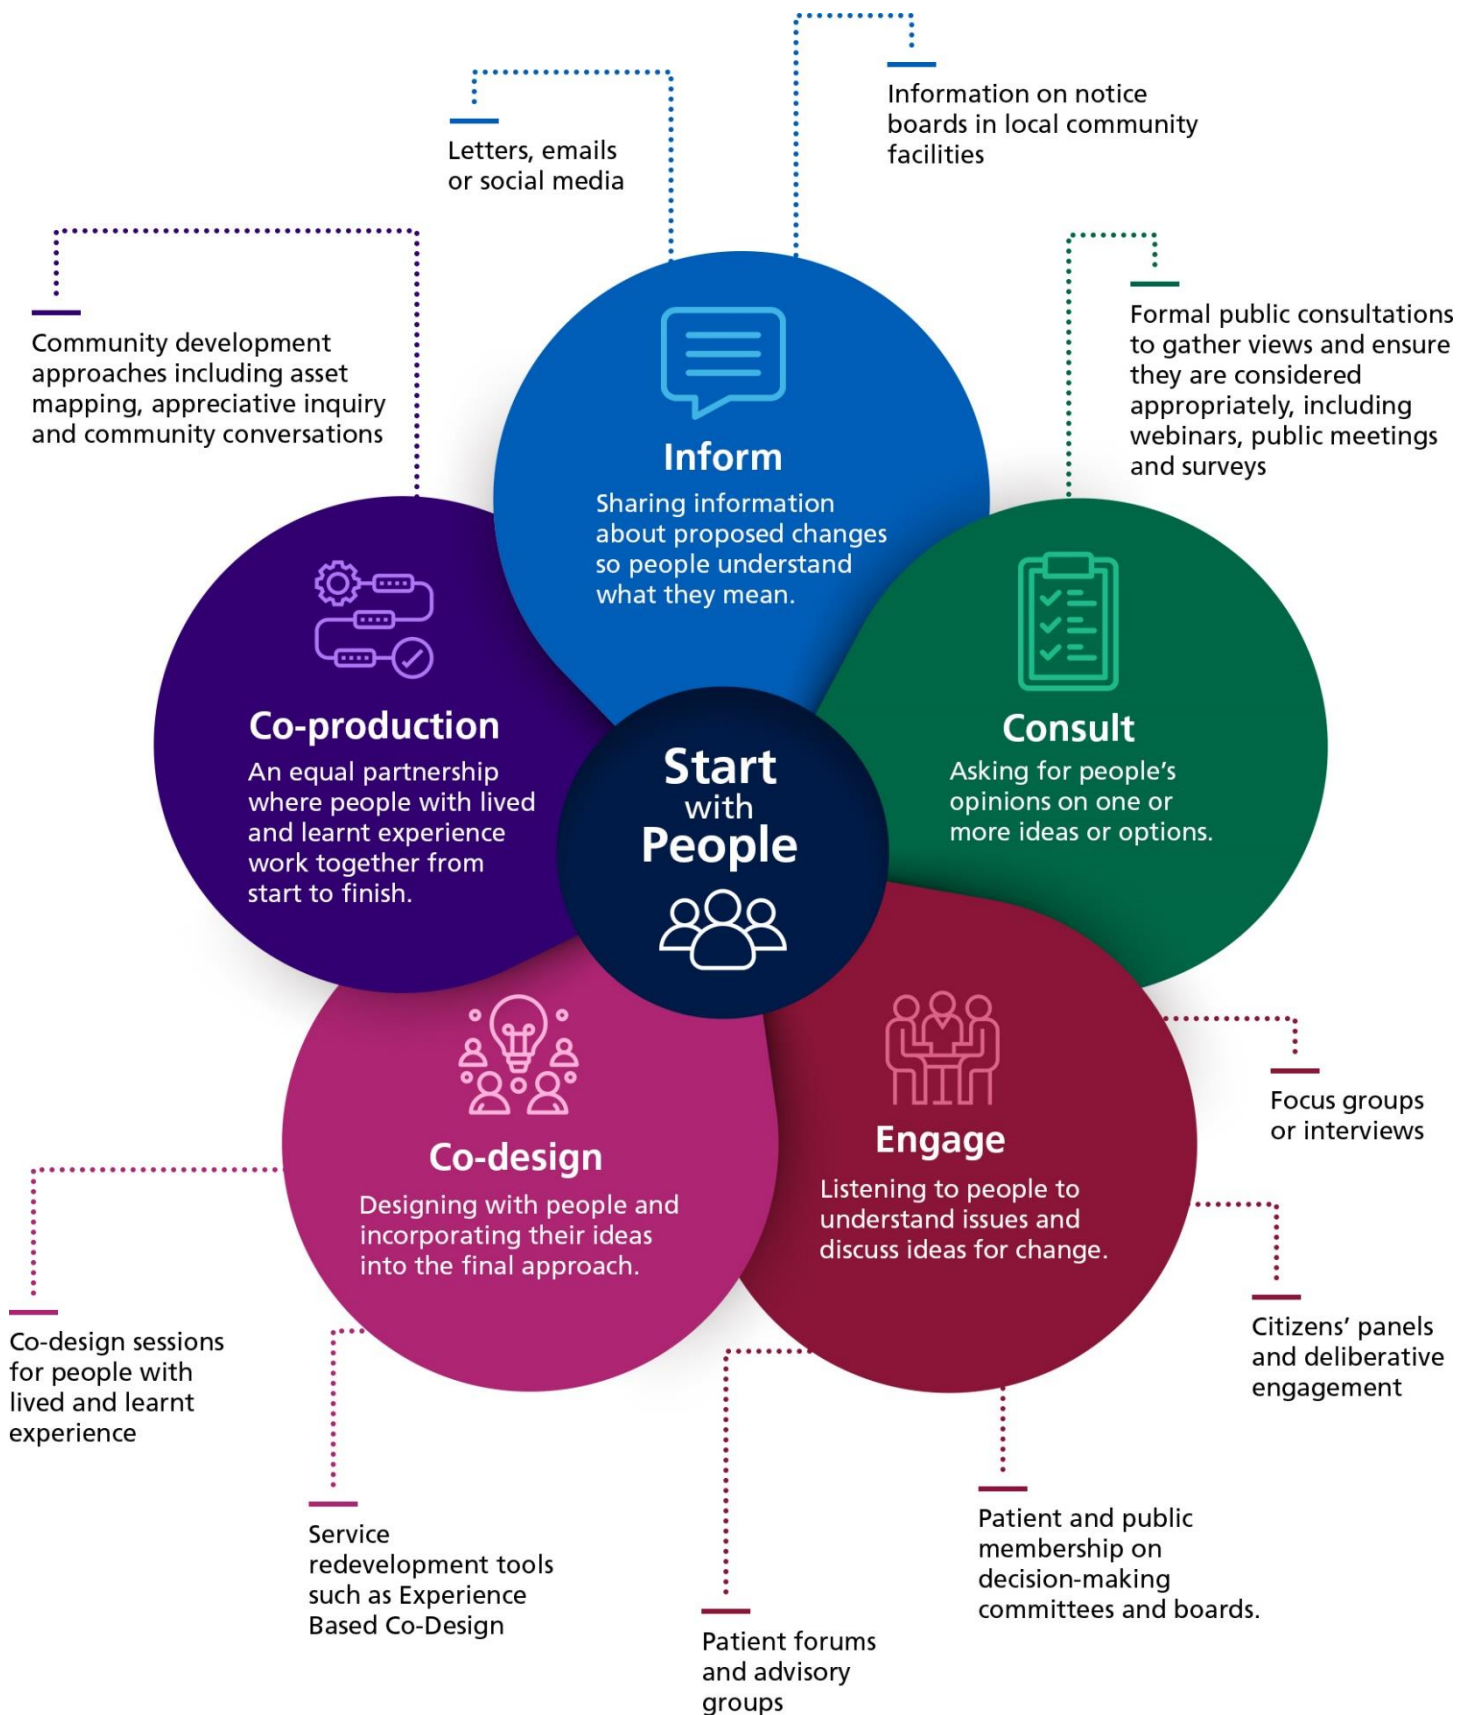 Information on notice
boards in local community
facilities
Letters, emails
or social media
Community development
approaches including asset
mapping, appreciative inquiry
and community conversations
Formal public consultations
to gather views and ensure
they are considered
appropriately, including
webinars, public meetings
and surveys
Inform
Sharing information
about proposed changes
so people understand
what they mean.
Co-production
An equal partnership
where people with lived
and learnt experience
work together from
start to finish.
Start
with
People
Consult
Asking for people’s
opinions on one or
more ideas or options.
Co-design
Designing with people and
incorporating their ideas
into the final approach.
Engage
Listening to people to
understand issues and
discuss ideas for change.
Focus groups
or interviews
Citizens’ panels
and deliberative
engagement
Co-design sessions
for people with
lived and learnt
experience
Service
redevelopment tools
such as Experience
Based Co-Design
Patient and public
membership on
decision-making
committees and boards.
Patient forums
and advisory
groups